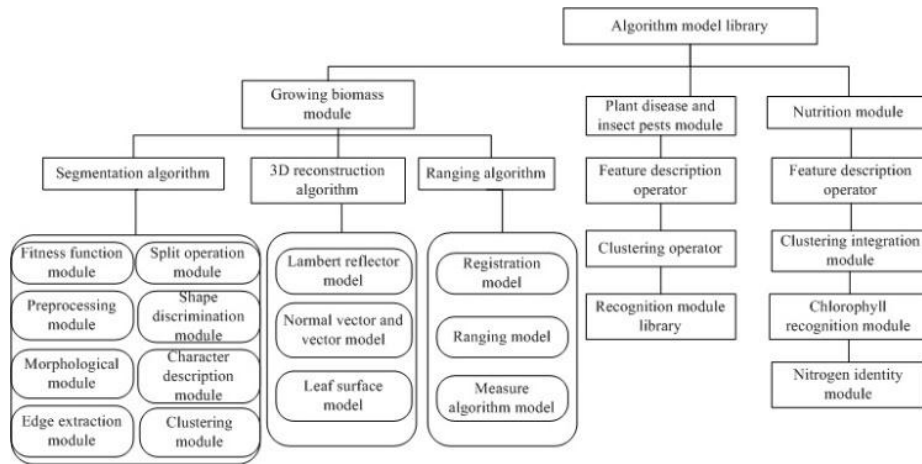 Algorithm model library
Growing biomass
module
Plant disease and
insect pests module
Nutrition module
Segmentation algorithm
3D reconstruction
algorithm
Ranging algorithm
Feature description
operator
Feature description
operator
Fitness function
module
Split operation
module
Lambert reflector
model
Registration
model
Clustering operator
Clustering integration
module
Preprocessing
module
Shape
discrimination
module
Normal vector and
vector model
Ranging model
Recognition module
library
Chlorophyll
recognition module
Morphological
module
Character
description
module
Leaf surface
model
Measure
algorithm model
Nitrogen identity
module
Edge extraction
module
Clustering
module